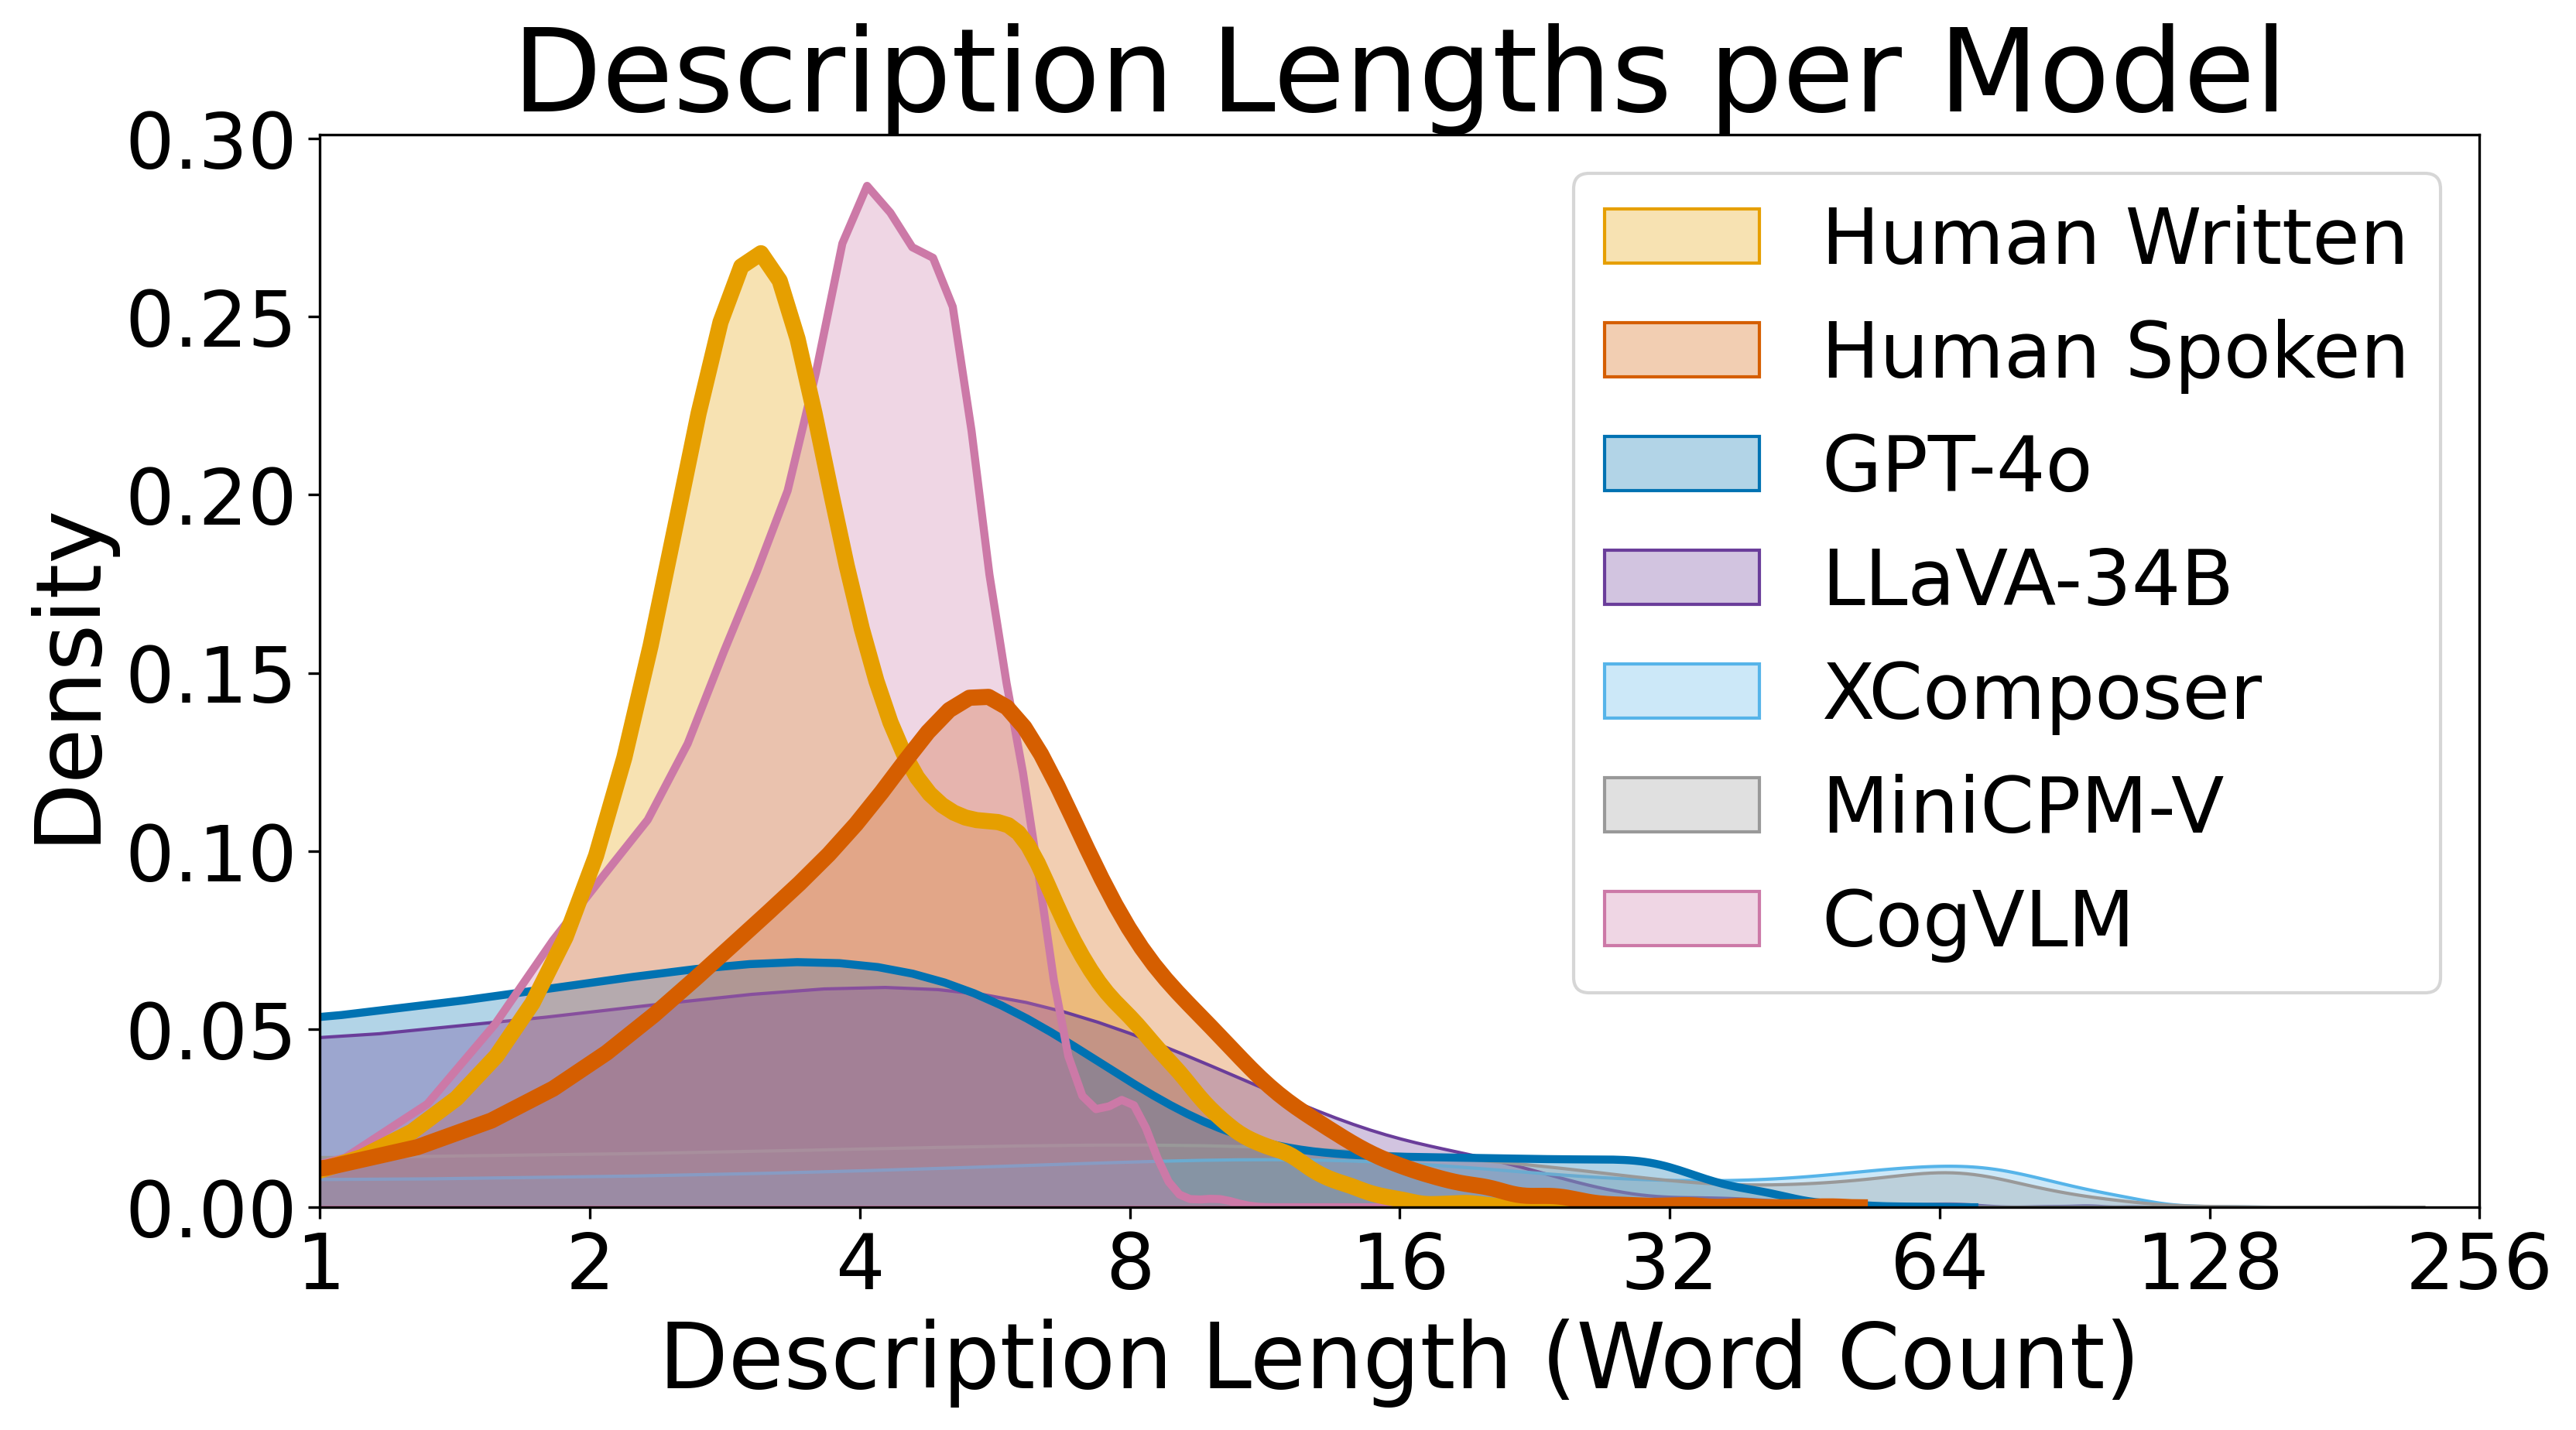 Description Lengths per Model
0.30
0.25
0.20
0.15
0.10
0.05
0.00
Density
Human Written
Human Spoken
GPT-4o
LLaVA-34B
XComposer
MiniCPM-V
CogVLM
1 2 4 8 16 32 64 128 256
Description Length (Word Count)